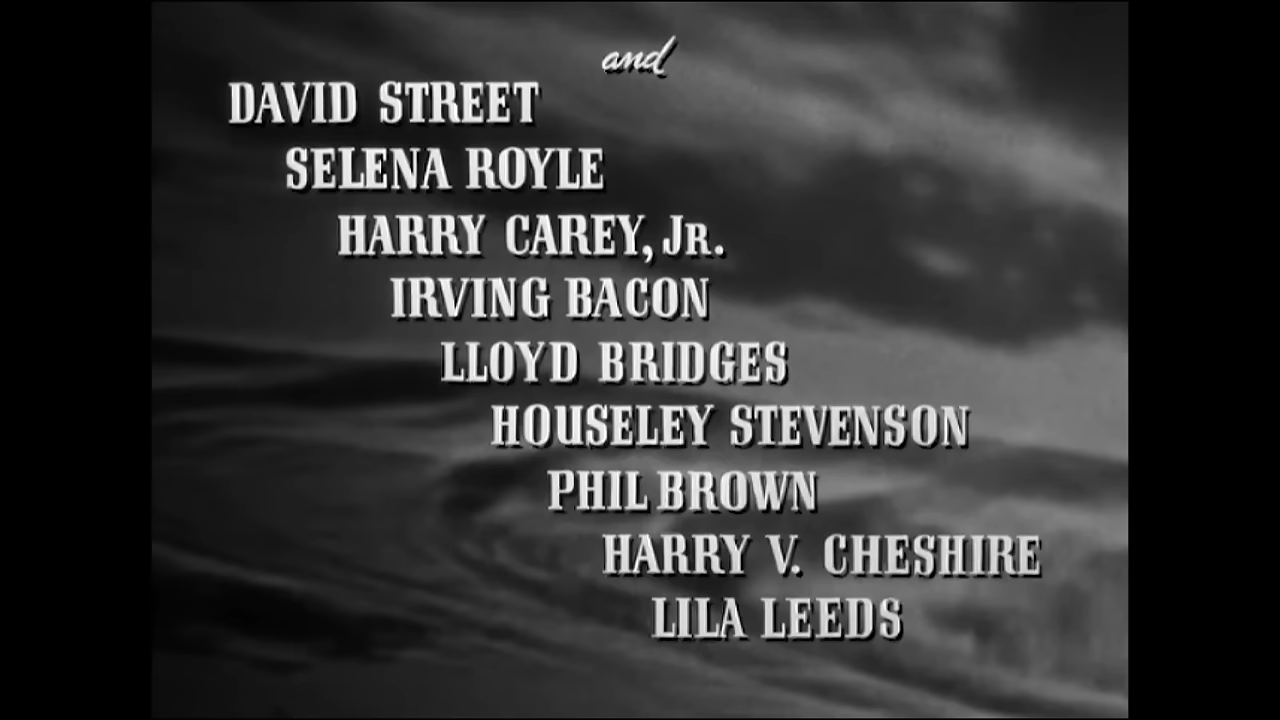 and
DAVID STREET
SELENA ROYLE
HARRY CAREY, JR.
IRVING BACON
LLOYD BRIDGES
HOUSELEY STEVENSON
PHIL BROWN
HARRY V. CHESHIRE
LILA LEEDS